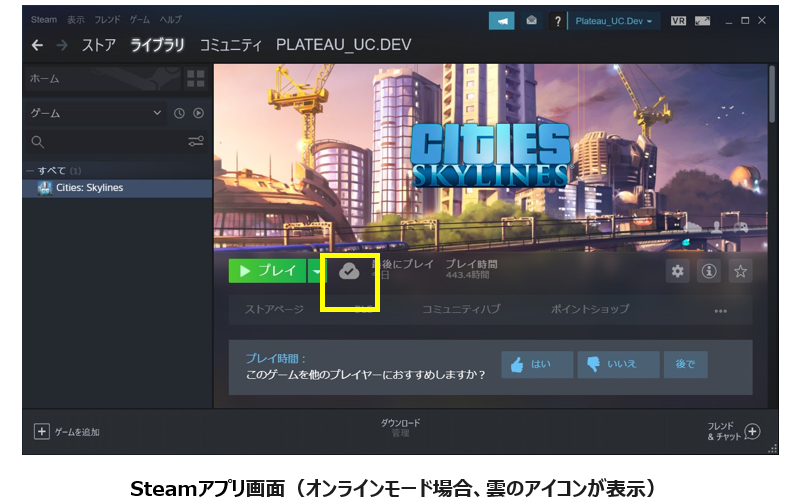 Steam 表示 フレンド ゲーム ヘルプ
Plateau_UC.Dev
VR
ストア ライブラリ コミュニティ PLATEAU_UC.DEV
ホーム
ゲーム
すべて (1)
Cities: Skylines
CITIES
SKYLINES
プレイ
最後にプレイ プレイ時間
今日 443.4時間
ストアページ DLC コミュニティハブ ポイントショップ
プレイ時間：
このゲームを他のプレイヤーにおすすめしますか？
はい いいえ 後で
ゲームを追加
ダウンロード
管理
フレンド
& チャット
Steamアプリ画面（オンラインモード場合、雲のアイコンが表示）